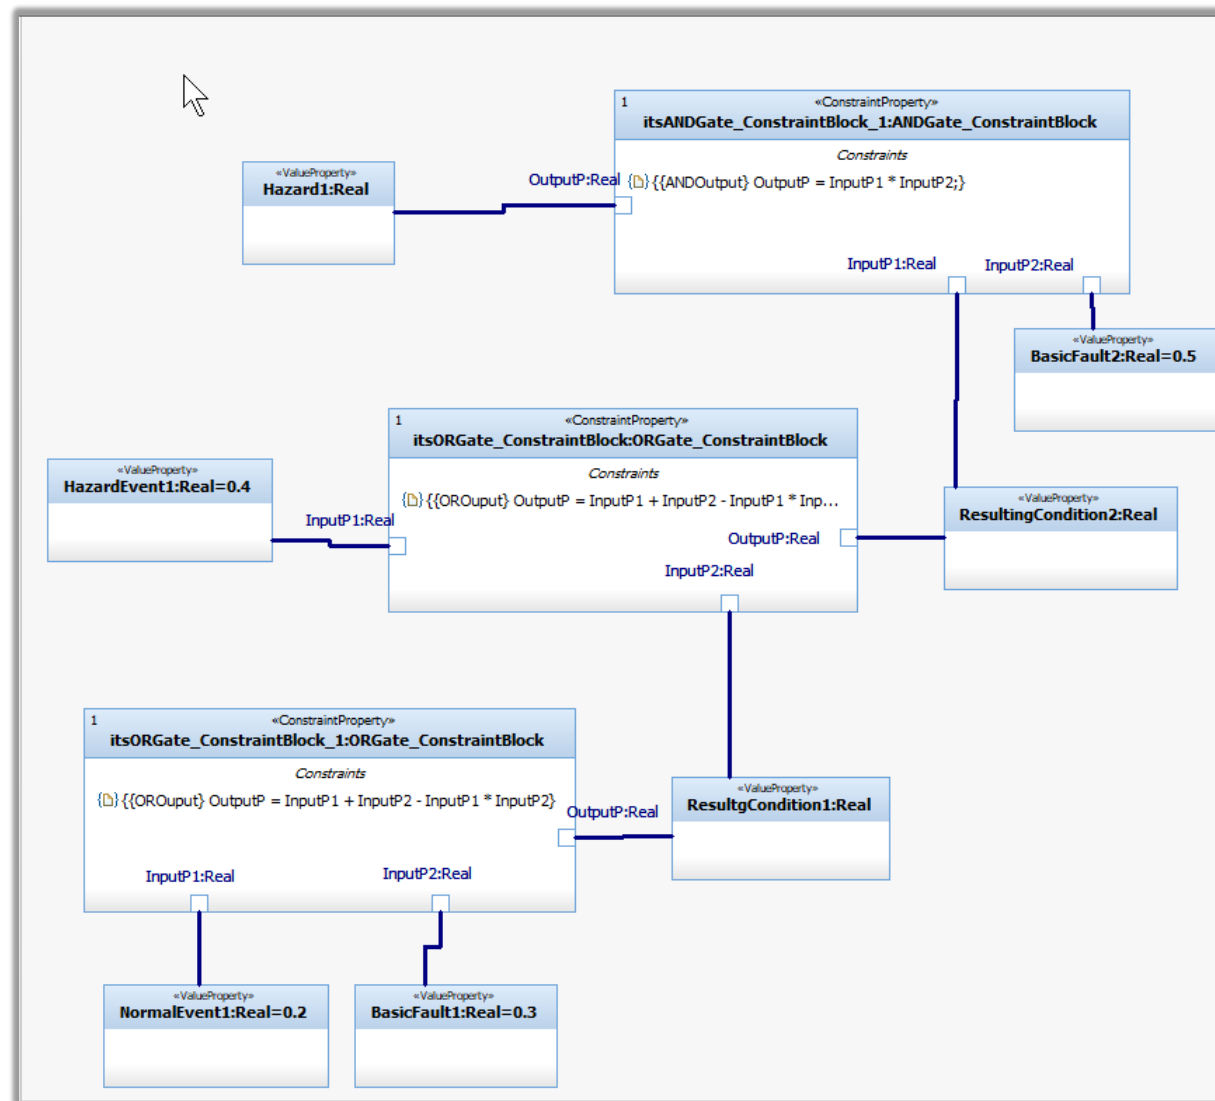 1
«ConstraintProperty»
itsANDGate_ConstraintBlock_1:ANDGate_ConstraintBlock
Constraints
{{ANDOutput} OutputP = InputP1 * InputP2;}
OutputP:Real
InputP1:Real
InputP2:Real
«ValueProperty»
Hazard1:Real
«ValueProperty»
BasicFault2:Real=0.5
1
«ConstraintProperty»
itsORGate_ConstraintBlock:ORGate_ConstraintBlock
Constraints
{{OROuput} OutputP = InputP1 + InputP2 - InputP1 * Inp...
InputP1:Real
OutputP:Real
InputP2:Real
«ValueProperty»
HazardEvent1:Real=0.4
«ValueProperty»
ResultingCondition2:Real
1
«ConstraintProperty»
itsORGate_ConstraintBlock_1:ORGate_ConstraintBlock
Constraints
{{OROuput} OutputP = InputP1 + InputP2 - InputP1 * InputP2}
OutputP:Real
InputP1:Real
InputP2:Real
«ValueProperty»
ResultgCondition1:Real
«ValueProperty»
NormalEvent1:Real=0.2
«ValueProperty»
BasicFault1:Real=0.3